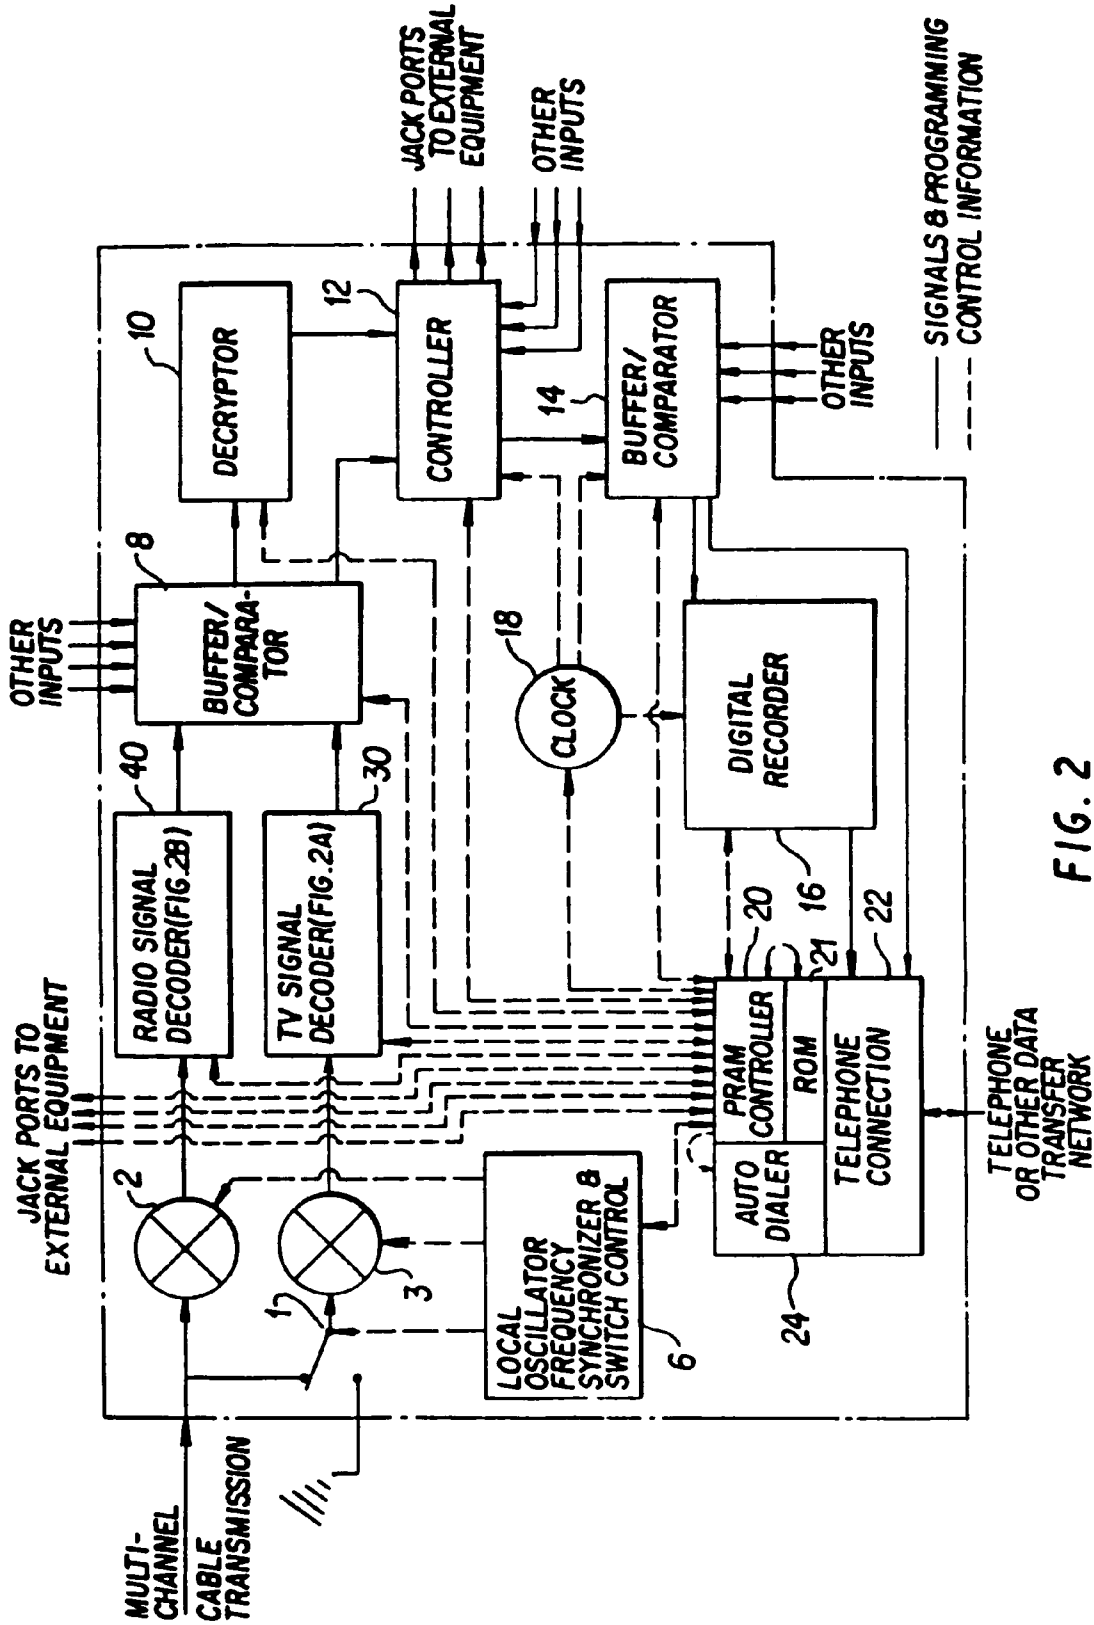 JACK PORTS TO
EXTERNAL EQUIPMENT
OTHER
INPUTS
MULTI-
CHANNEL
CABLE
TRANSMISSION
2
RADIO SIGNAL
DECODER(FIG.2B)
40
BUFFER/
COMPARA-
TOR
8
DECRYPTOR
10
1
3
TV SIGNAL
DECODER(FIG.2A)
30
CONTROLLER
12
JACK PORTS
TO EXTERNAL
EQUIPMENT
OTHER
INPUTS
LOCAL
OSCILLATOR
FREQUENCY
SYNCHRONIZER &
SWITCH CONTROL
6
CLOCK
18
BUFFER/
COMPARATOR
14
OTHER
INPUTS
DIGITAL
RECORDER
16
AUTO
DIALER
24
PRAM
CONTROLLER
20
ROM
21
TELEPHONE
CONNECTION
22
TELEPHONE
OR OTHER DATA
TRANSFER
NETWORK
SIGNALS & PROGRAMMING
CONTROL INFORMATION
FIG. 2